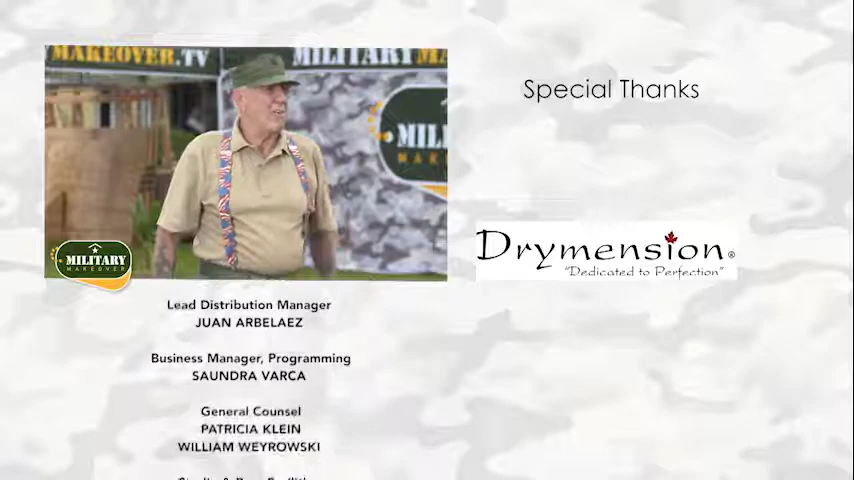 MAKEOVER.TV
MILITARY MA
MILI
MAK
MILITARY
MAKEOVER
Special Thanks
Drymension®
"Dedicated to Perfection"
Lead Distribution Manager
JUAN ARBELAEZ
Business Manager, Programming
SAUNDRA VARCA
General Counsel
PATRICIA KLEIN
WILLIAM WEYROWSKI